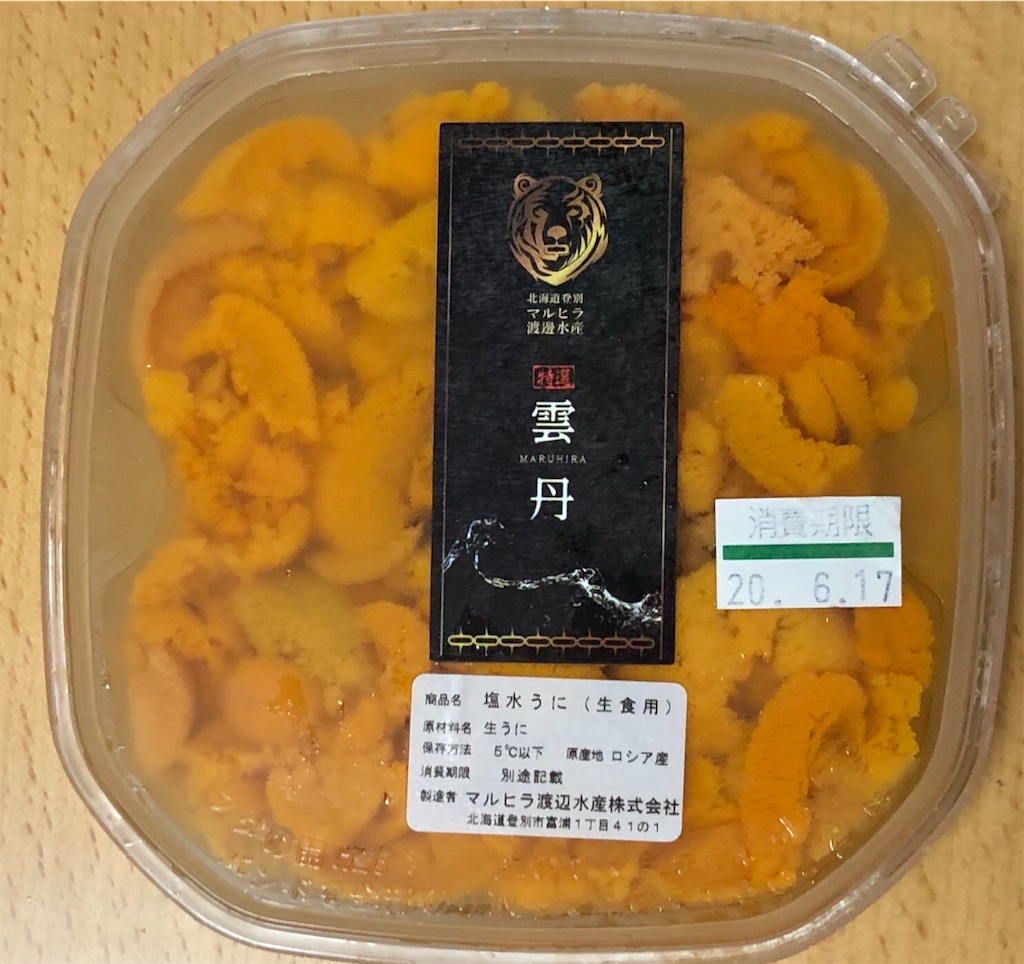 北海道登別
マルヒラ
渡邊水産
特選
雲
MARUHIRA
丹
消費期限
20. 6.17
商品名 塩水うに（生食用）
原材料名 生うに
保存方法 5℃以下 原産地 ロシア産
消費期限 別途記載
製造者 マルヒラ渡辺水産株式会社
北海道登別市富浦1丁目41の1